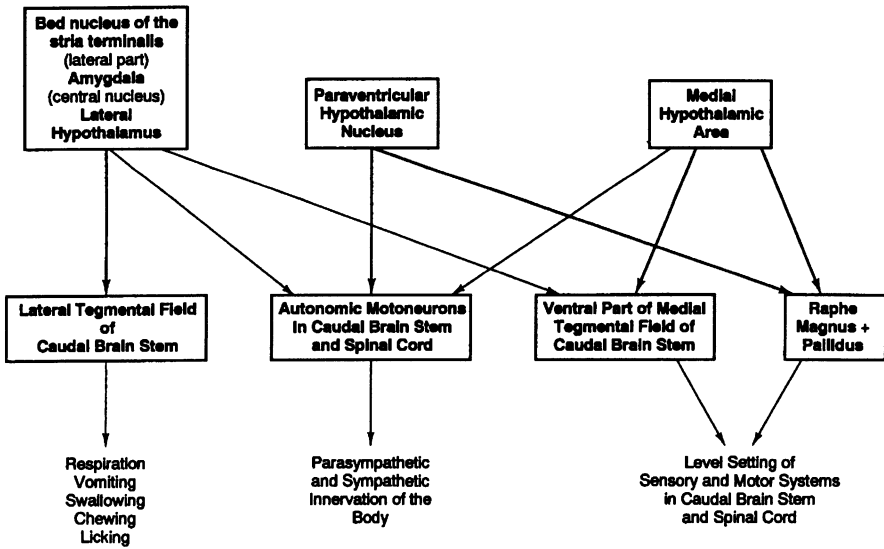 Bed nucleus of the
stria terminalis
(lateral part)
Amygdala
(central nucleus)
Lateral
Hypothalamus
Paraventricular
Hypothalamic
Nucleus
Medial
Hypothalamic
Area
Lateral Tegmental Field
of
Caudal Brain Stem
Autonomic Motoneurons
in Caudal Brain Stem
and Spinal Cord
Ventral Part of Medial
Tegmental Field of
Caudal Brain Stem
Raphe
Magnus +
Pallidus
Respiration
Vomiting
Swallowing
Chewing
Licking
Parasympathetic
and Sympathetic
Innervation of the
Body
Level Setting of
Sensory and Motor Systems
in Caudal Brain Stem
and Spinal Cord